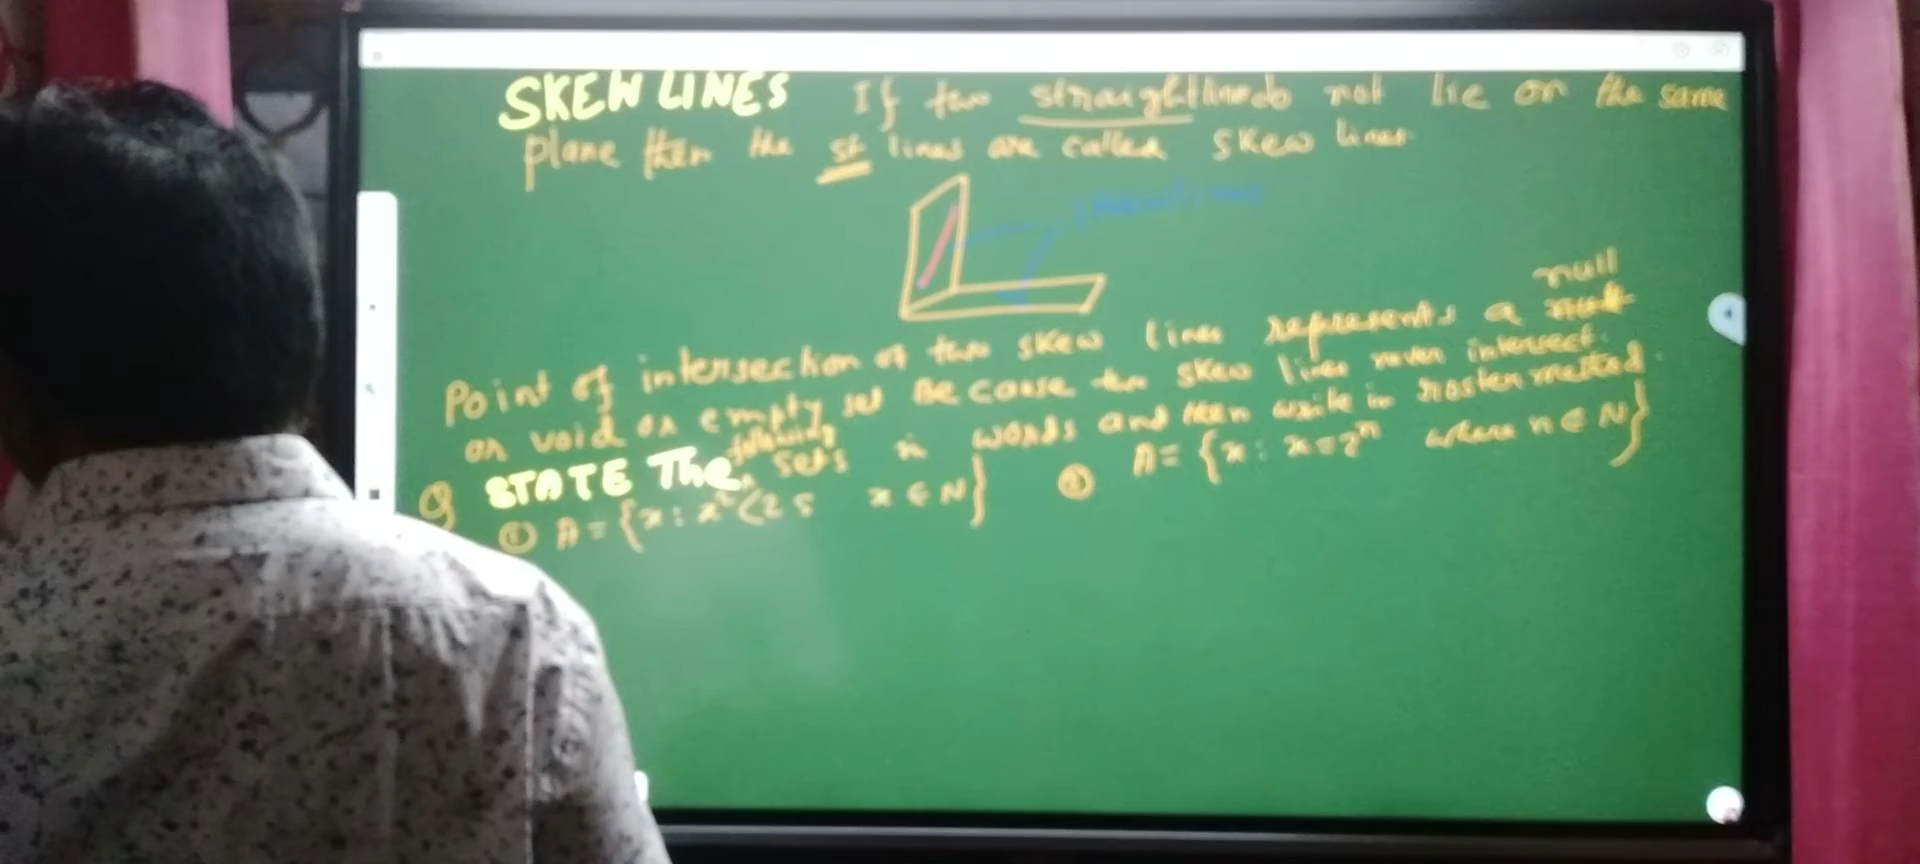 SKEW LINES If two straight lines do not lie on the same
plane then the st lines are called skew lines.
null
Point of intersection of two skew lines represents a
or void or empty set Because two skew lines never intersect.
following
Q STATE The sets in words and then write in roster method.
① A = {x : x² < 25 x ∈ N} ② A = {x : x = 2ⁿ where n ∈ N}